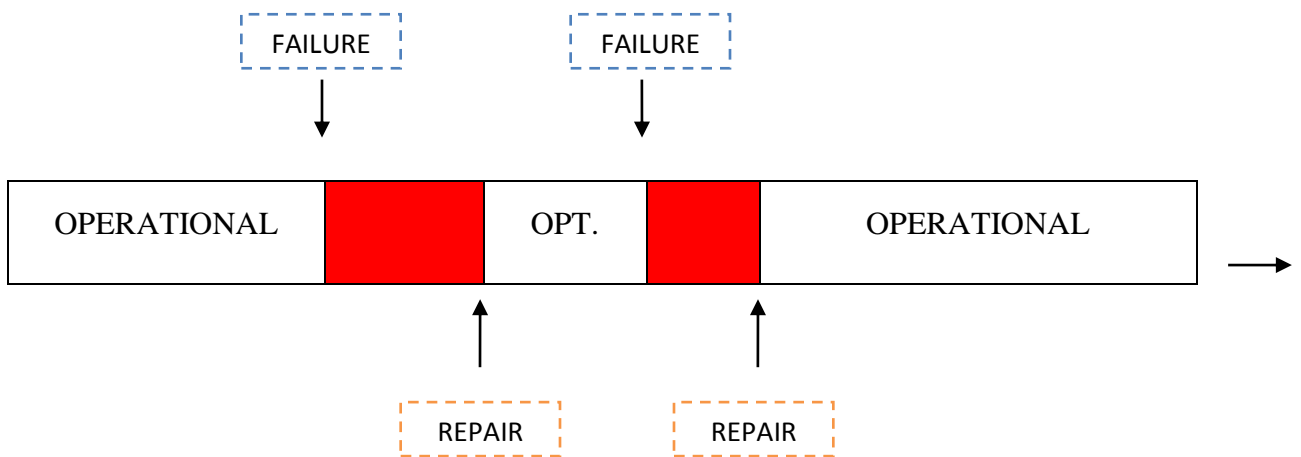 FAILURE
FAILURE
OPERATIONAL
OPT.
OPERATIONAL
REPAIR
REPAIR